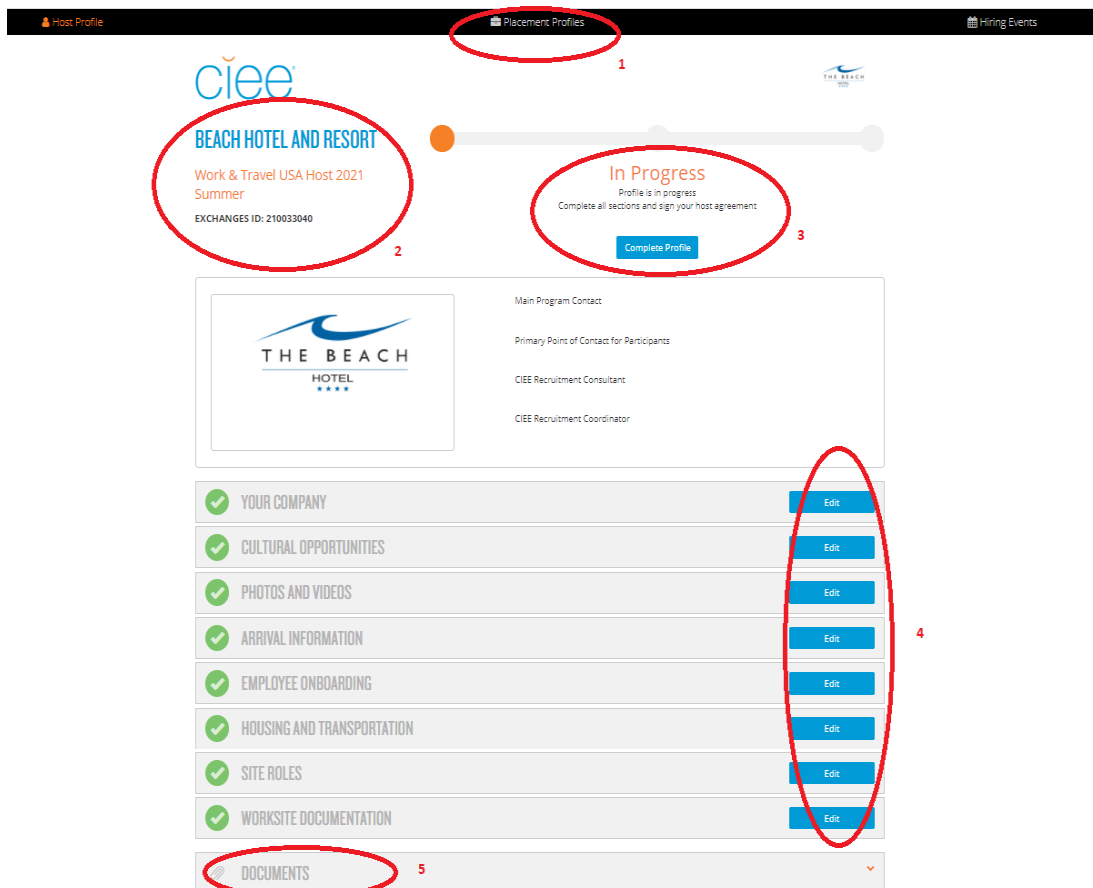 Host Profile
Placement Profiles
Hiring Events
1
ciee
THE BEACH
HOTEL
BEACH HOTEL AND RESORT
Work & Travel USA Host 2021
Summer
EXCHANGES ID: 210033040
2
In Progress
Profile is in progress
Complete all sections and sign your host agreement
Complete Profile
3
THE BEACH
HOTEL
Main Program Contact
Primary Point of Contact for Participants
CIEE Recruitment Consultant
CIEE Recruitment Coordinator
YOUR COMPANY
Edit
CULTURAL OPPORTUNITIES
Edit
PHOTOS AND VIDEOS
Edit
ARRIVAL INFORMATION
Edit
4
EMPLOYEE ONBOARDING
Edit
HOUSING AND TRANSPORTATION
Edit
SITE ROLES
Edit
WORKSITE DOCUMENTATION
Edit
DOCUMENTS
5